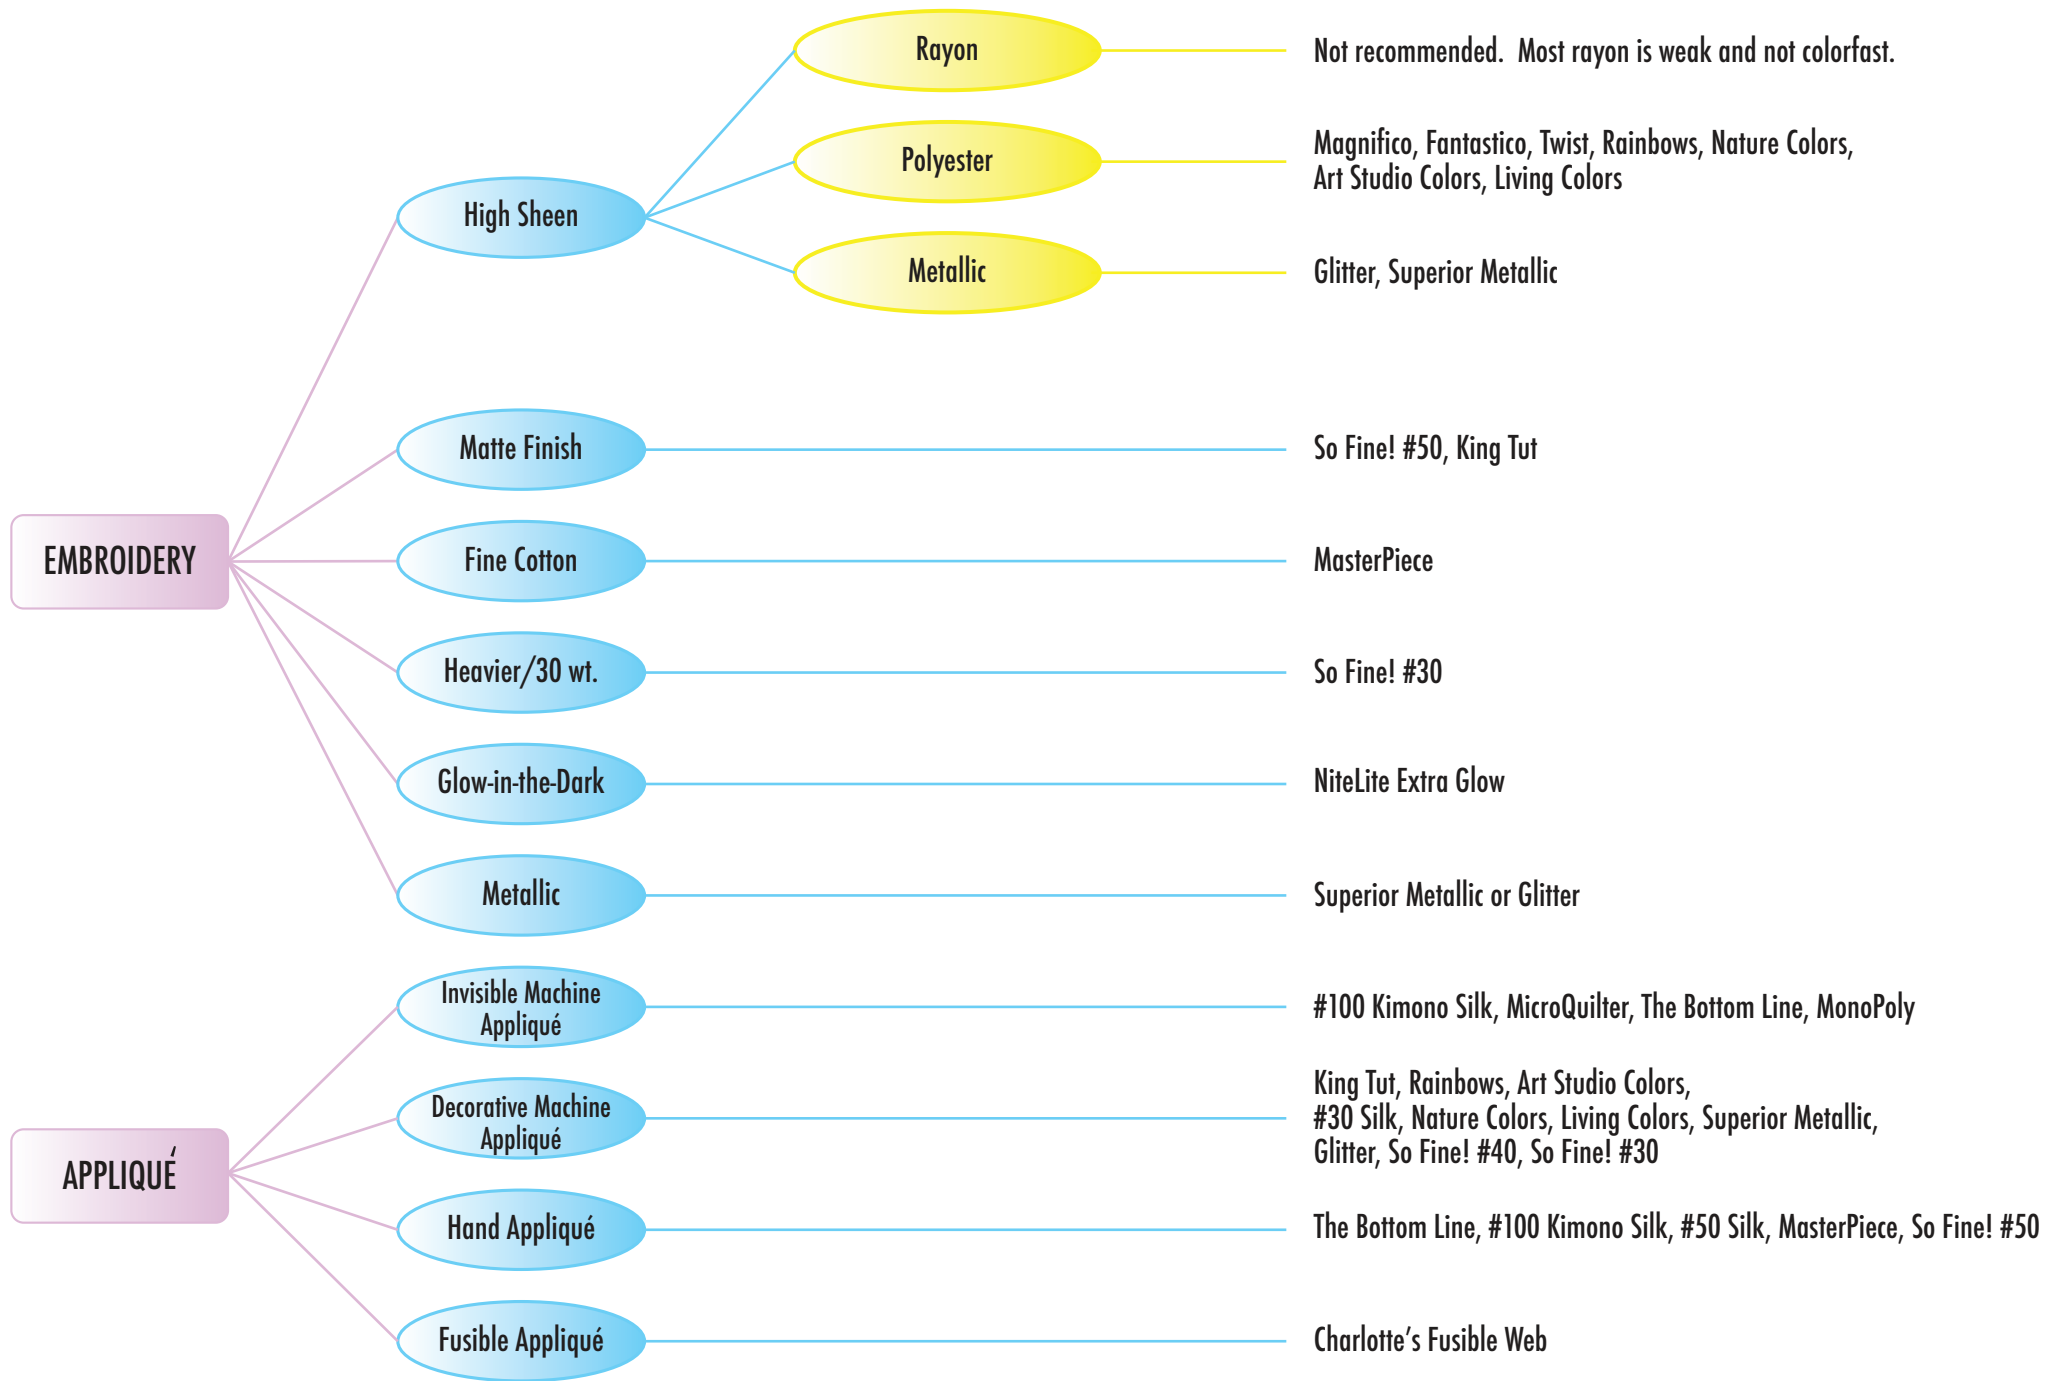 Rayon
Not recommended.  Most rayon is weak and not colorfast.
Polyester
Magnifico, Fantastico, Twist, Rainbows, Nature Colors,
Art Studio Colors, Living Colors
High Sheen
Metallic
Glitter, Superior Metallic
Matte Finish
So Fine! #50, King Tut
EMBROIDERY
Fine Cotton
MasterPiece
Heavier/30 wt.
So Fine! #30
Glow-in-the-Dark
NiteLite Extra Glow
Metallic
Superior Metallic or Glitter
Invisible Machine
Appliqué
#100 Kimono Silk, MicroQuilter, The Bottom Line, MonoPoly
Decorative Machine
Appliqué
King Tut, Rainbows, Art Studio Colors,
#30 Silk, Nature Colors, Living Colors, Superior Metallic,
Glitter, So Fine! #40, So Fine! #30
APPLIQUÉ
Hand Appliqué
The Bottom Line, #100 Kimono Silk, #50 Silk, MasterPiece, So Fine! #50
Fusible Appliqué
Charlotte’s Fusible Web